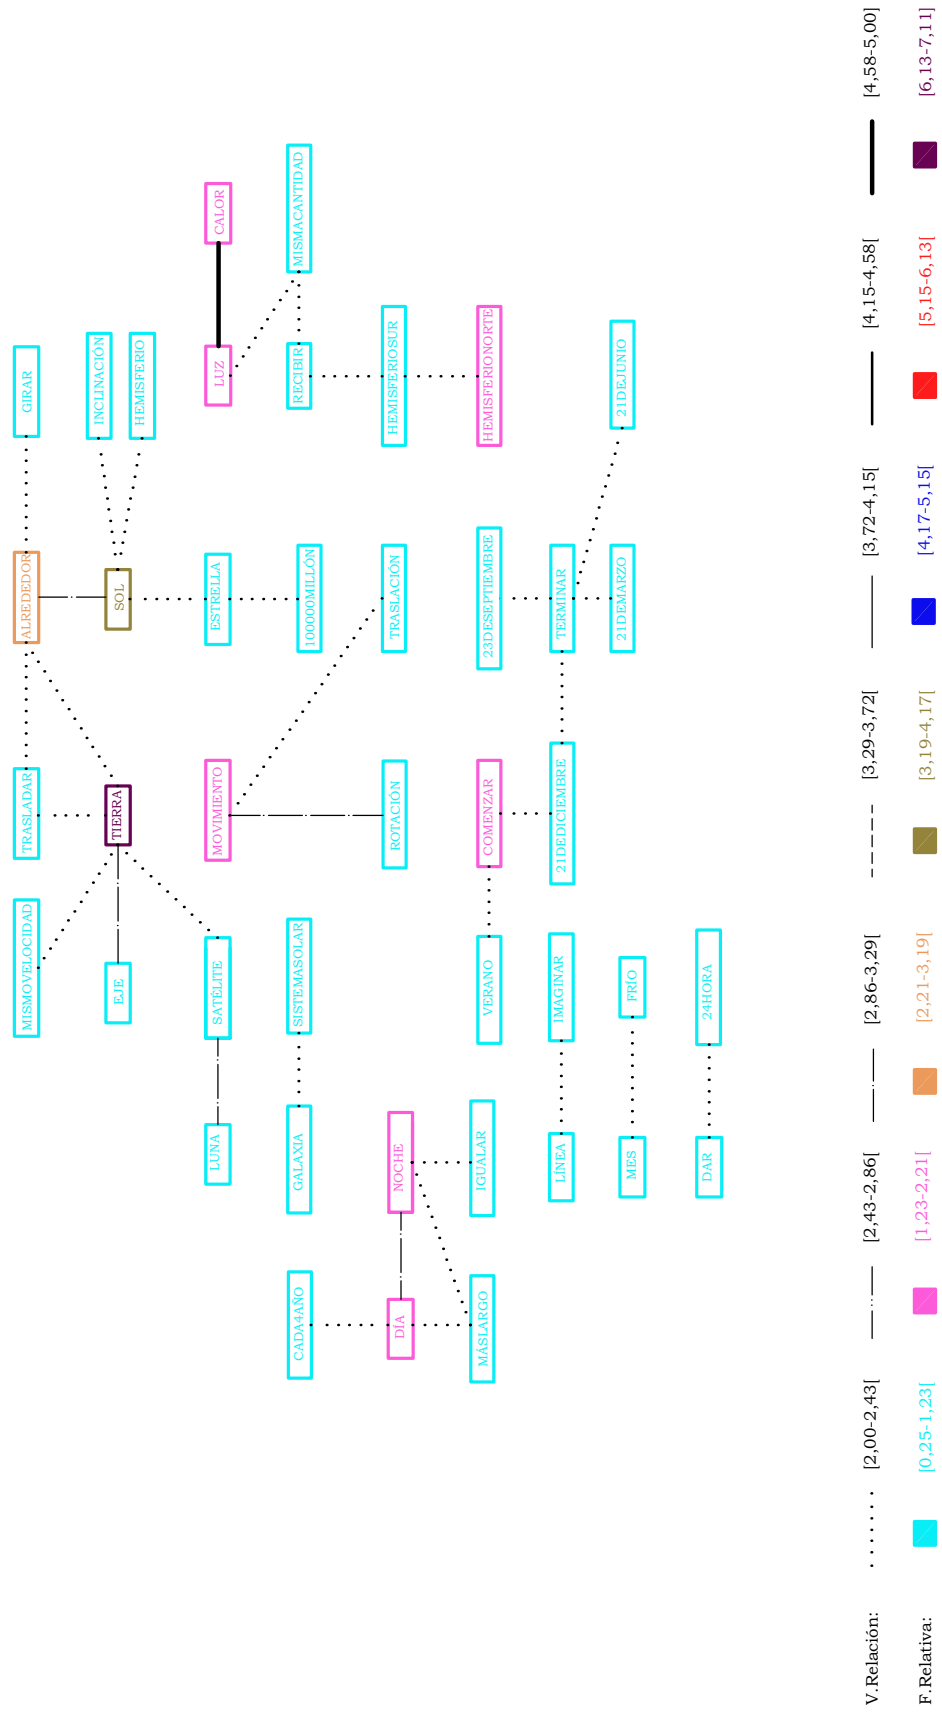 MISMOVELOCIDAD
TRASLADAR
ALREDEDOR
GIRAR
INCLINACIÓN
EJE
TIERRA
SOL
HEMISFERIO
LUNA
SATÉLITE
MOVIMIENTO
ESTRELLA
LUZ
CALOR
CADA4AÑO
GALAXIA
SISTEMASOLAR
100000MILLÓN
RECIBIR
MISMACANTIDAD
DÍA
NOCHE
ROTACIÓN
TRASLACIÓN
HEMISFERIOSUR
MÁSLARGO
IGUALAR
VERANO
COMENZAR
23DESEPTIEMBRE
HEMISFERIONORTE
LÍNEA
IMAGINAR
21DEDICIEMBRE
TERMINAR
MES
FRÍO
21DEMARZO
21DEJUNIO
DAR
24HORA
V.Relación: [2,00-2,43[ [2,43-2,86[ [2,86-3,29[ [3,29-3,72[ [3,72-4,15[ [4,15-4,58[ [4,58-5,00]
F.Relativa: [0,25-1,23[ [1,23-2,21[ [2,21-3,19[ [3,19-4,17[ [4,17-5,15[ [5,15-6,13[ [6,13-7,11]